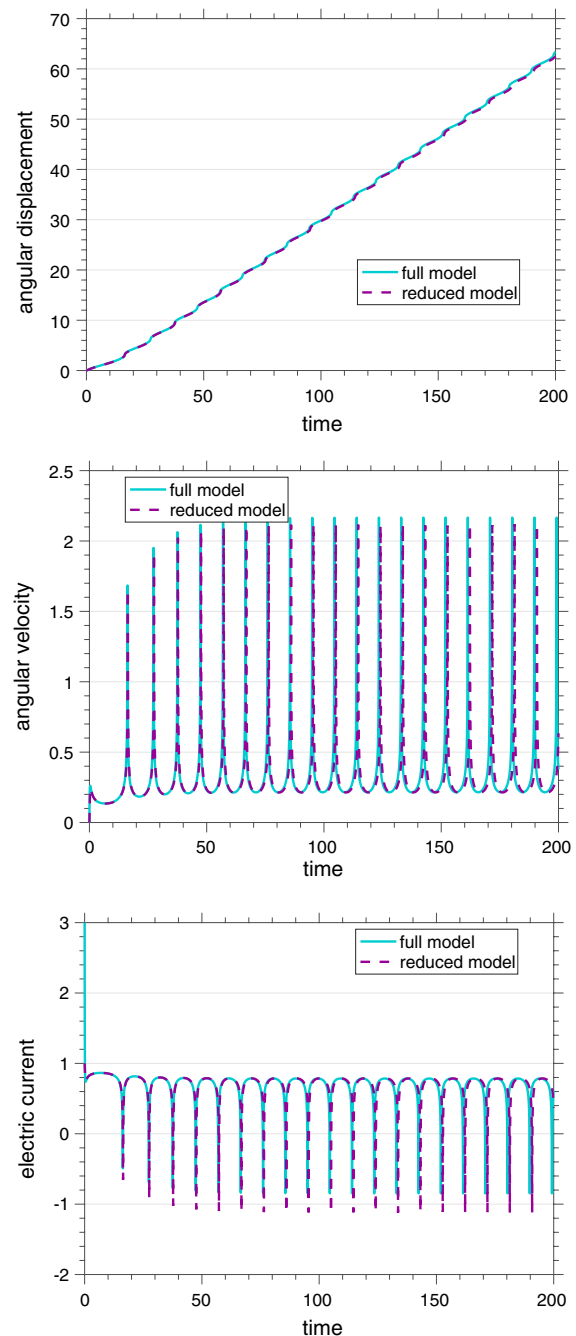 70
60
50
40
30
20
10
0
angular displacement
full model
reduced model
0
50
100
150
200
time
2.5
2
1.5
1
0.5
0
angular velocity
full model
reduced model
0
50
100
150
200
time
3
2
1
0
-1
-2
electric current
full model
reduced model
0
50
100
150
200
time